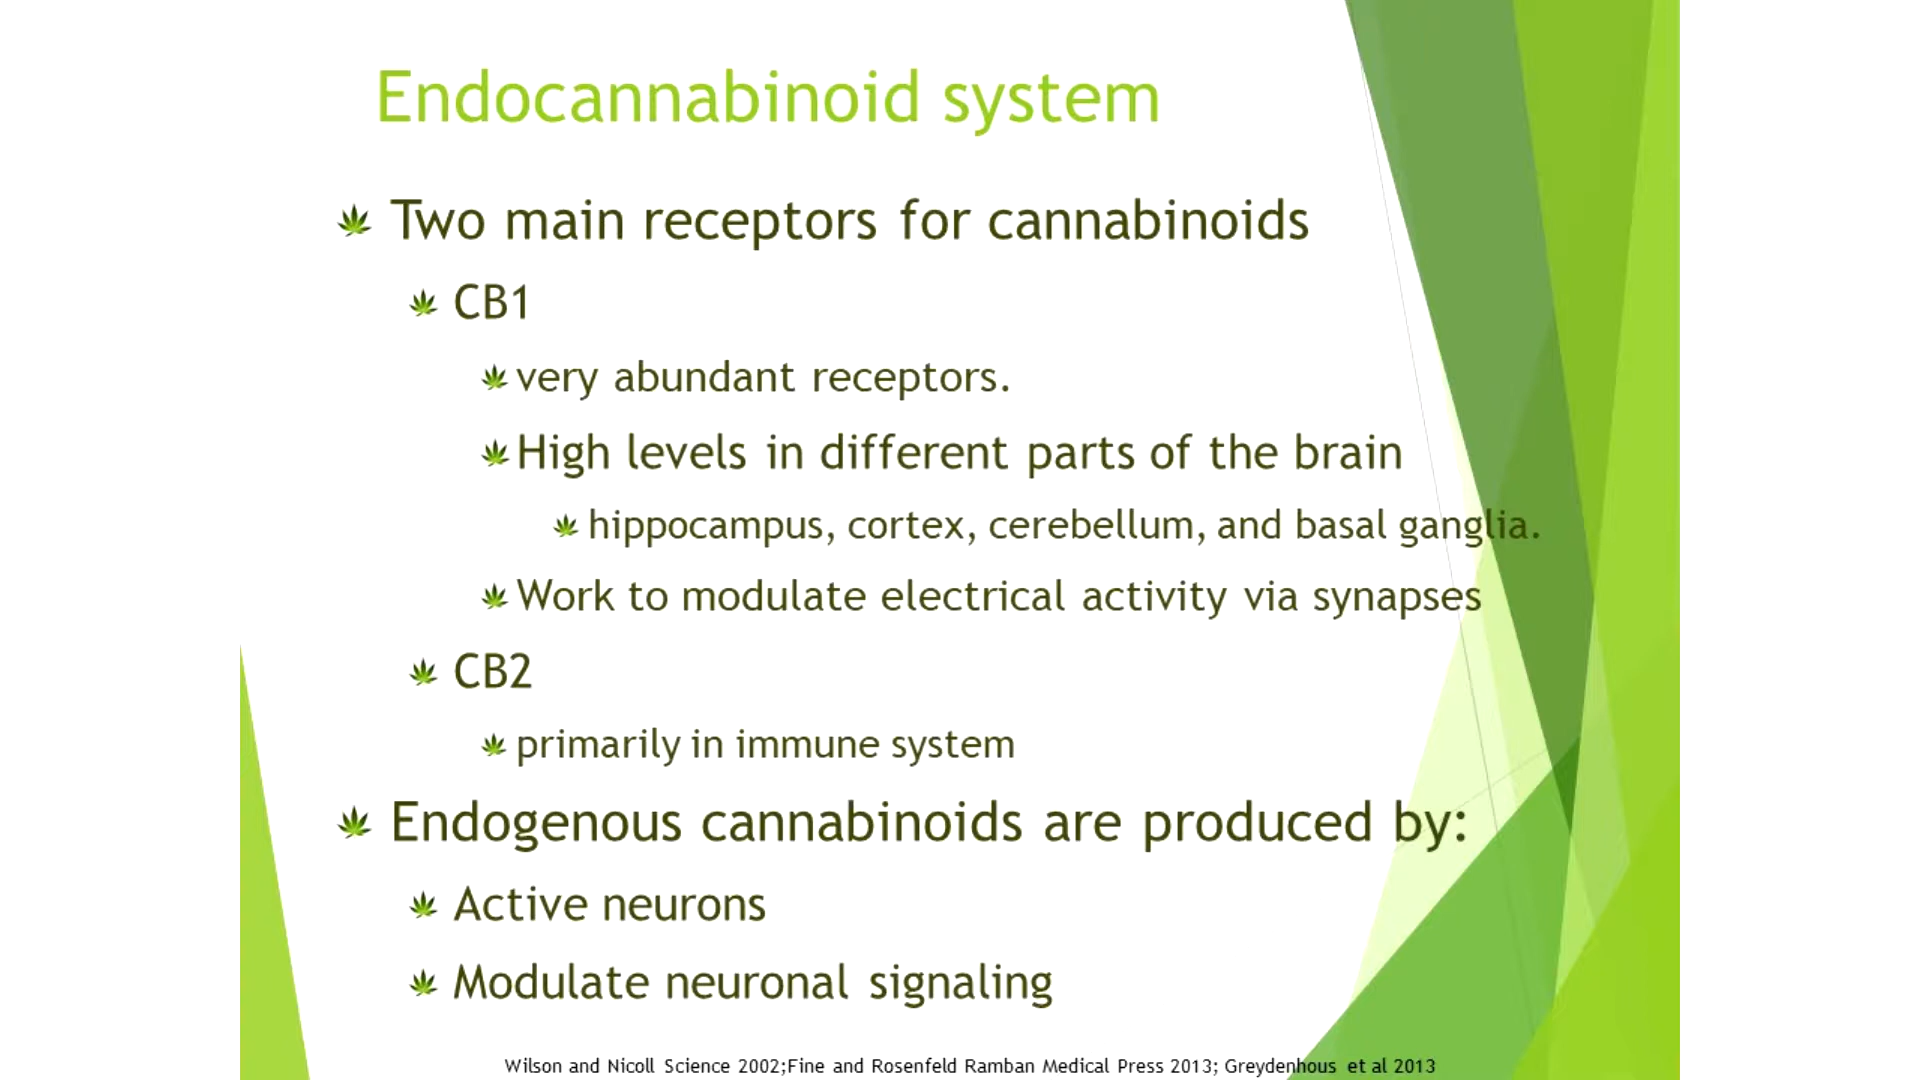 Endocannabinoid system
Two main receptors for cannabinoids
CB1
very abundant receptors.
High levels in different parts of the brain
hippocampus, cortex, cerebellum, and basal ganglia.
Work to modulate electrical activity via synapses
CB2
primarily in immune system
Endogenous cannabinoids are produced by:
Active neurons
Modulate neuronal signaling
Wilson and Nicoll Science 2002;Fine and Rosenfeld Ramban Medical Press 2013; Greydenhous et al 2013